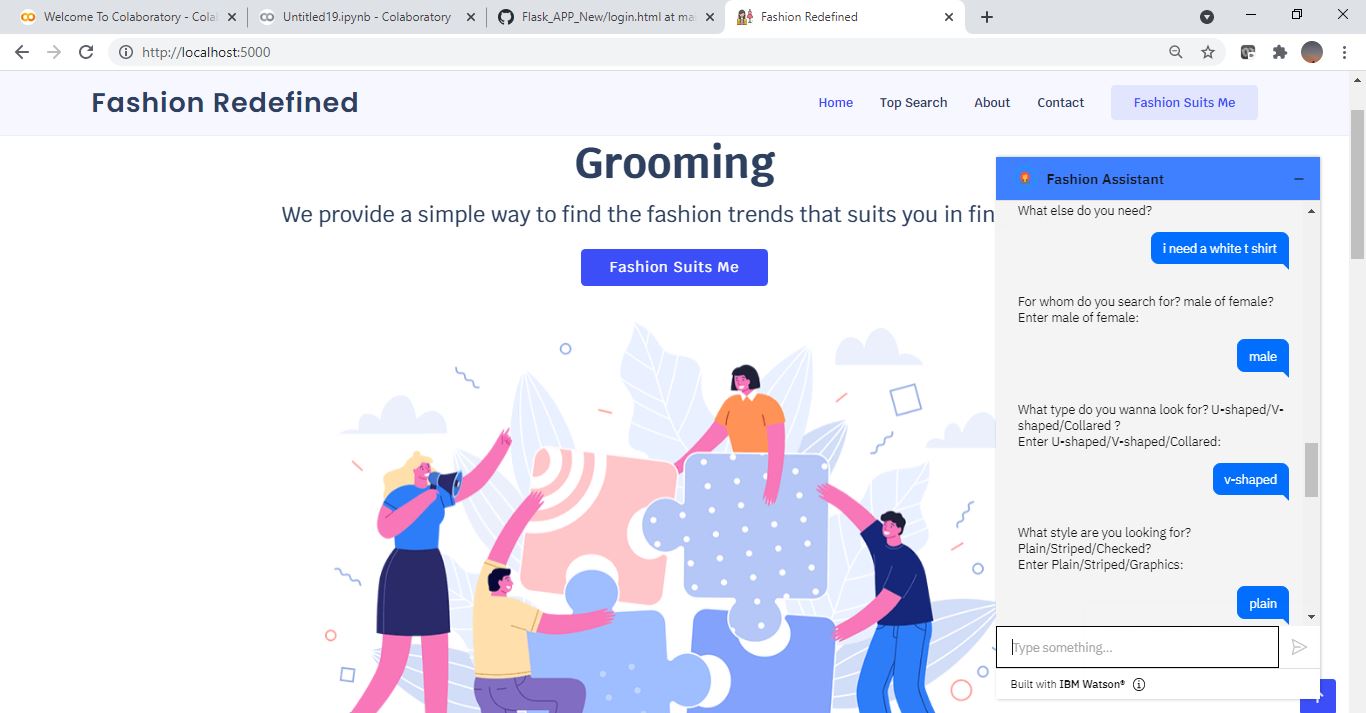 Welcome To Colaboratory - Cola
Untitled19.ipynb - Colaboratory
Flask_APP_New/login.html at ma
Fashion Redefined
http://localhost:5000
Fashion Redefined
Home
Top Search
About
Contact
Fashion Suits Me
Grooming
We provide a simple way to find the fashion trends that suits you in fin
Fashion Suits Me
Fashion Assistant
What else do you need?
i need a white t shirt
For whom do you search for? male of female?
Enter male of female:
male
What type do you wanna look for? U-shaped/V-
shaped/Collared ?
Enter U-shaped/V-shaped/Collared:
v-shaped
What style are you looking for?
Plain/Striped/Checked?
Enter Plain/Striped/Graphics:
plain
Type something...
Built with IBM Watson®